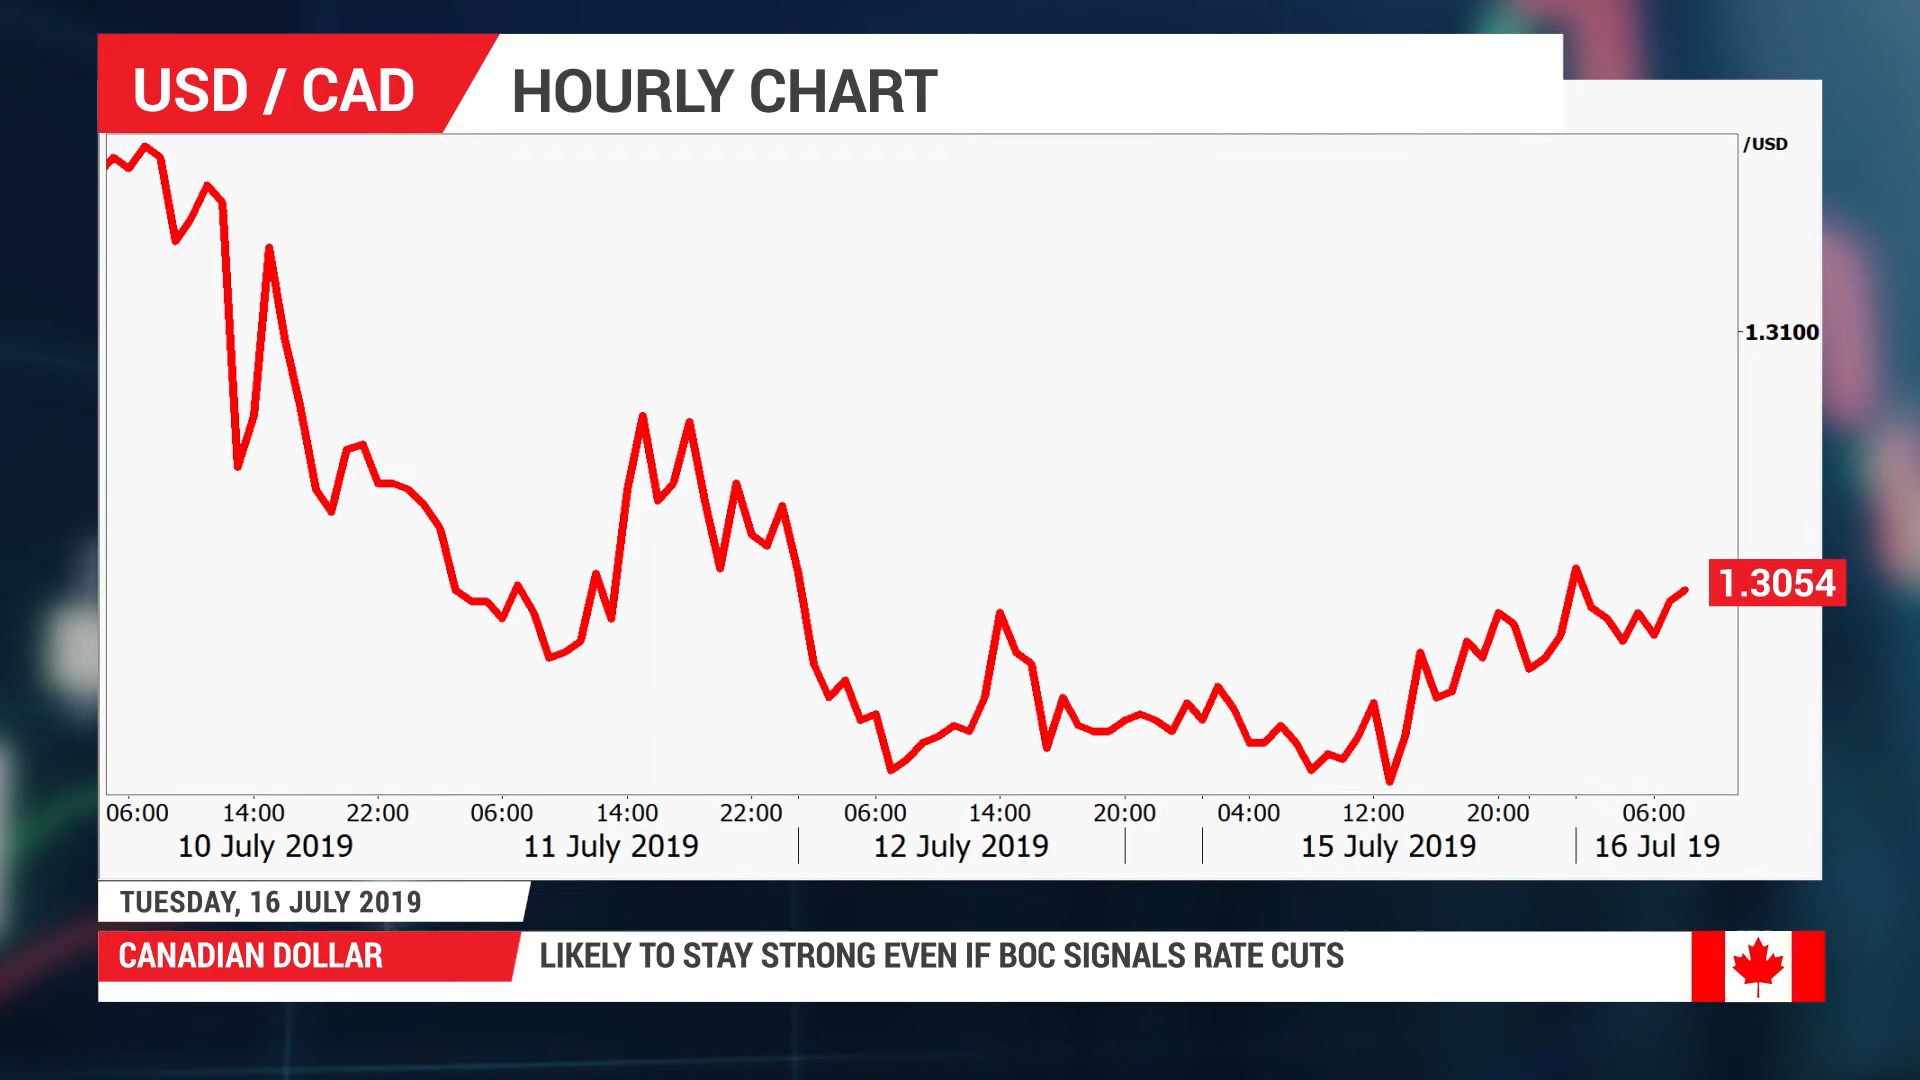 USD / CAD
HOURLY CHART
/USD
1.3100
1.3054
06:00 14:00 22:00 06:00 14:00 22:00 06:00 14:00 20:00 04:00 12:00 20:00 06:00
10 July 2019 11 July 2019 12 July 2019 15 July 2019 16 Jul 19
TUESDAY, 16 JULY 2019
CANADIAN DOLLAR
LIKELY TO STAY STRONG EVEN IF BOC SIGNALS RATE CUTS